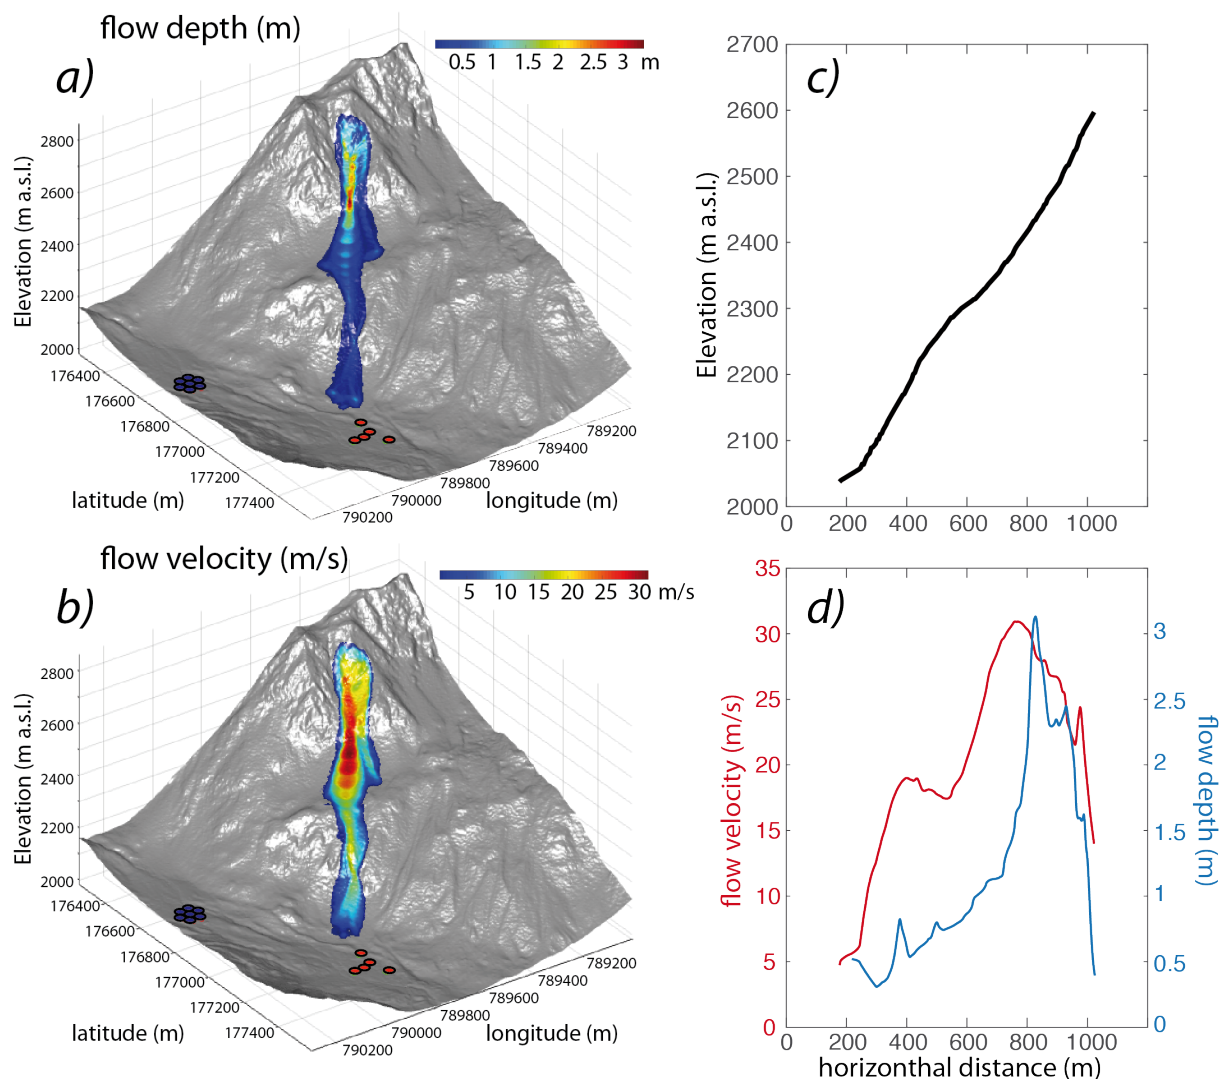 flow depth (m)
a)
0.5 1 1.5 2 2.5 3 m
2800
2600
2400
2200
2000
Elevation (m a.s.l.)
176400
176600
176800
177000
177200
177400
latitude (m)
789200
789400
789600
789800
790000
790200
longitude (m)
c)
2700
2600
2500
2400
2300
2200
2100
2000
Elevation (m a.s.l.)
0 200 400 600 800 1000
flow velocity (m/s)
b)
5 10 15 20 25 30 m/s
2800
2600
2400
2200
2000
Elevation (m a.s.l.)
176400
176600
176800
177000
177200
177400
latitude (m)
789200
789400
789600
789800
790000
790200
longitude (m)
d)
35
30
25
20
15
10
5
0
flow velocity (m/s)
3
2.5
2
1.5
1
0.5
0
flow depth (m)
0 200 400 600 800 1000
horizonthal distance (m)